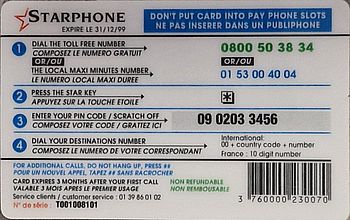 STARPHONE
EXPIRE LE 31/12/99
DON'T PUT CARD INTO PAY PHONE SLOTS
NE PAS INSERER DANS UN PUBLIPHONE
1 DIAL THE TOLL FREE NUMBER
COMPOSEZ LE NUMERO GRATUIT
0800 50 38 34
OR/OU
OR/OU
THE LOCAL MAXI MINUTES NUMBER
LE NUMERO LOCAL MAXI DUREE
01 53 00 40 04
2 PRESS THE STAR KEY
APPUYEZ SUR LA TOUCHE ETOILE
*
3 ENTER YOUR PIN CODE / SCRATCH OFF
COMPOSEZ VOTRE CODE / GRATTEZ ICI
09 0203 3456
4 DIAL YOUR DESTINATIONS NUMBER
COMPOSEZ LE NUMERO DE VOTRE CORRESPONDANT
International:
00 + country code + number
France : 10 digit number
FOR ADDITIONAL CALLS, DO NOT HANG UP, PRESS ##
POUR UN NOUVEL APPEL, TAPEZ ## SANS RACROCHER
CARD EXPIRES 3 MONTHS AFTER YOUR FIRST CALL
VALABLE 3 MOIS APRES LE PREMIER USAGE
NON REFUNDABLE
NON REMBOUSABLE
Service clients / customer service : 01 39 86 01 02
N° de série : T001008101
3 760000 230070